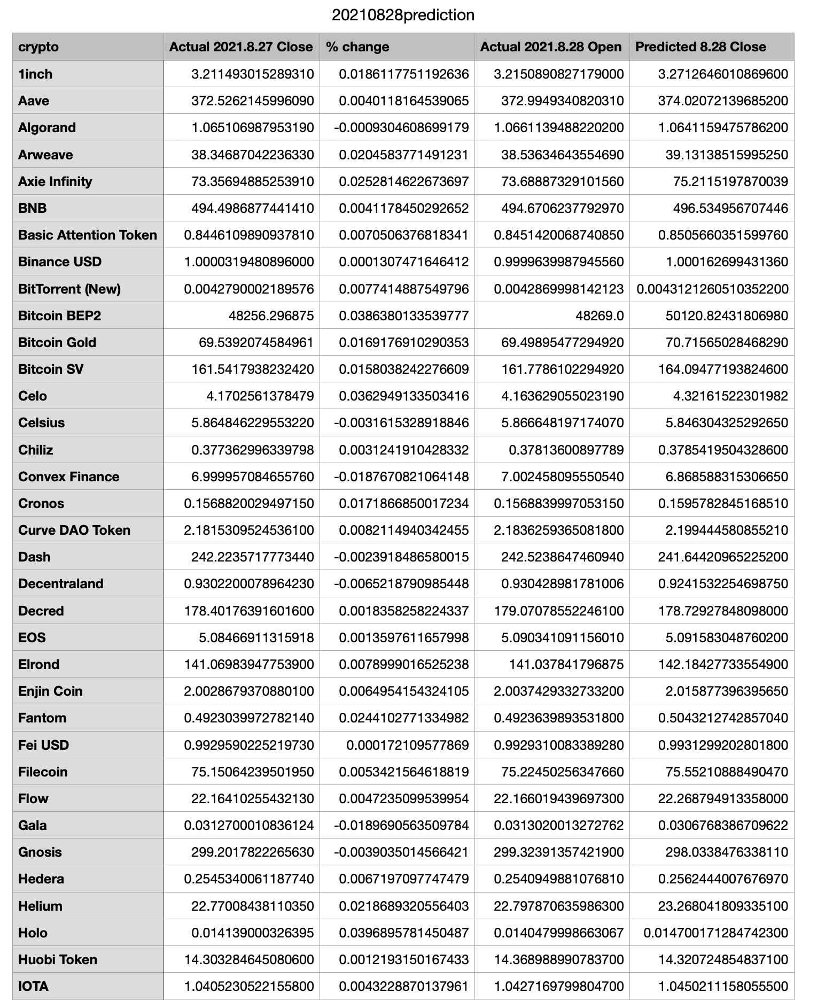 20210828prediction
crypto Actual 2021.8.27 Close % change Actual 2021.8.28 Open Predicted 8.28 Close
1inch 3.211493015289310 0.0186117751192636 3.2150890827179000 3.2712646010869600
Aave 372.5262145996090 0.0040118164539065 372.9949340820310 374.02072139685200
Algorand 1.065106987953190 -0.0009304608699179 1.0661139488220200 1.0641159475786200
Arweave 38.34687042236330 0.0204583771491231 38.53634643554690 39.13138515995250
Axie Infinity 73.35694885253910 0.0252814622673697 73.68887329101560 75.2115197870039
BNB 494.4986877441410 0.0041178450292652 494.6706237792970 496.534956707446
Basic Attention Token 0.8446109890937810 0.0070506376818341 0.8451420068740850 0.8505660351599760
Binance USD 1.0000319480896000 0.0001307471646412 0.9999639987945560 1.000162699431360
BitTorrent (New) 0.0042790002189576 0.0077414887549796 0.0042869998142123 0.0043121260510352200
Bitcoin BEP2 48256.296875 0.0386380133539777 48269.0 50120.82431806980
Bitcoin Gold 69.5392074584961 0.0169176910290353 69.49895477294920 70.71565028468290
Bitcoin SV 161.5417938232420 0.0158038242276609 161.7786102294920 164.09477193824600
Celo 4.1702561378479 0.0362949133503416 4.163629055023190 4.32161522301982
Celsius 5.864846229553220 -0.0031615328918846 5.866648197174070 5.846304325292650
Chiliz 0.377362996339798 0.0031241910428332 0.37813600897789 0.3785419504328600
Convex Finance 6.999957084655760 -0.0187670821064148 7.002458095550540 6.868588315306650
Cronos 0.1568820029497150 0.0171866850017234 0.1568839997053150 0.1595782845168510
Curve DAO Token 2.1815309524536100 0.0082114940342455 2.1836259365081800 2.199444580855210
Dash 242.2235717773440 -0.0023918486580015 242.5238647460940 241.64420965225200
Decentraland 0.9302200078964230 -0.0065218790985448 0.930428981781006 0.9241532254698750
Decred 178.40176391601600 0.0018358258224337 179.07078552246100 178.72927848098000
EOS 5.08466911315918 0.0013597611657998 5.090341091156010 5.091583048760200
Elrond 141.06983947753900 0.0078999016525238 141.037841796875 142.18427733554900
Enjin Coin 2.0028679370880100 0.0064954154324105 2.0037429332733200 2.015877396395650
Fantom 0.4923039972782140 0.0244102771334982 0.4923639893531800 0.5043212742857040
Fei USD 0.9929590225219730 0.000172109577869 0.9929310083389280 0.9931299202801800
Filecoin 75.15064239501950 0.0053421564618819 75.22450256347660 75.55210888490470
Flow 22.16410255432130 0.0047235099539954 22.166019439697300 22.268794913358000
Gala 0.0312700010836124 -0.0189690563509784 0.0313020013272762 0.0306768386709622
Gnosis 299.2017822265630 -0.0039035014566421 299.32391357421900 298.0338476338110
Hedera 0.2545340061187740 0.0067197097747479 0.2540949881076810 0.2562444007676970
Helium 22.77008438110350 0.0218689320556403 22.797870635986300 23.268041809335100
Holo 0.014139000326395 0.0396895781450487 0.0140479998663067 0.014700171284742300
Huobi Token 14.303284645080600 0.0012193150167433 14.368988990783700 14.320724854837100
IOTA 1.0405230522155800 0.0043228870137961 1.0427169799804700 1.0450211158055500